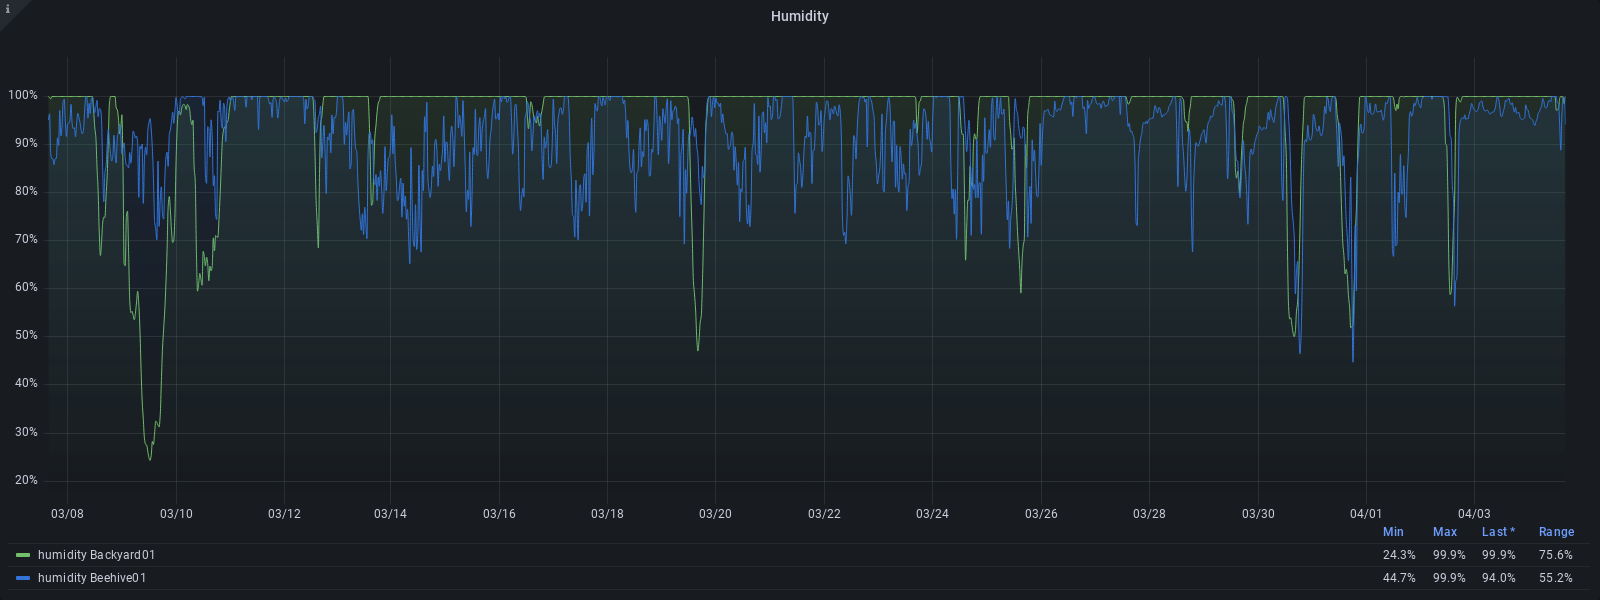 i
Humidity
100%
90%
80%
70%
60%
50%
40%
30%
20%
03/08 03/10 03/12 03/14 03/16 03/18 03/20 03/22 03/24 03/26 03/28 03/30 04/01 04/03
Min Max Last * Range
humidity Backyard01 24.3% 99.9% 99.9% 75.6%
humidity Beehive01 44.7% 99.9% 94.0% 55.2%